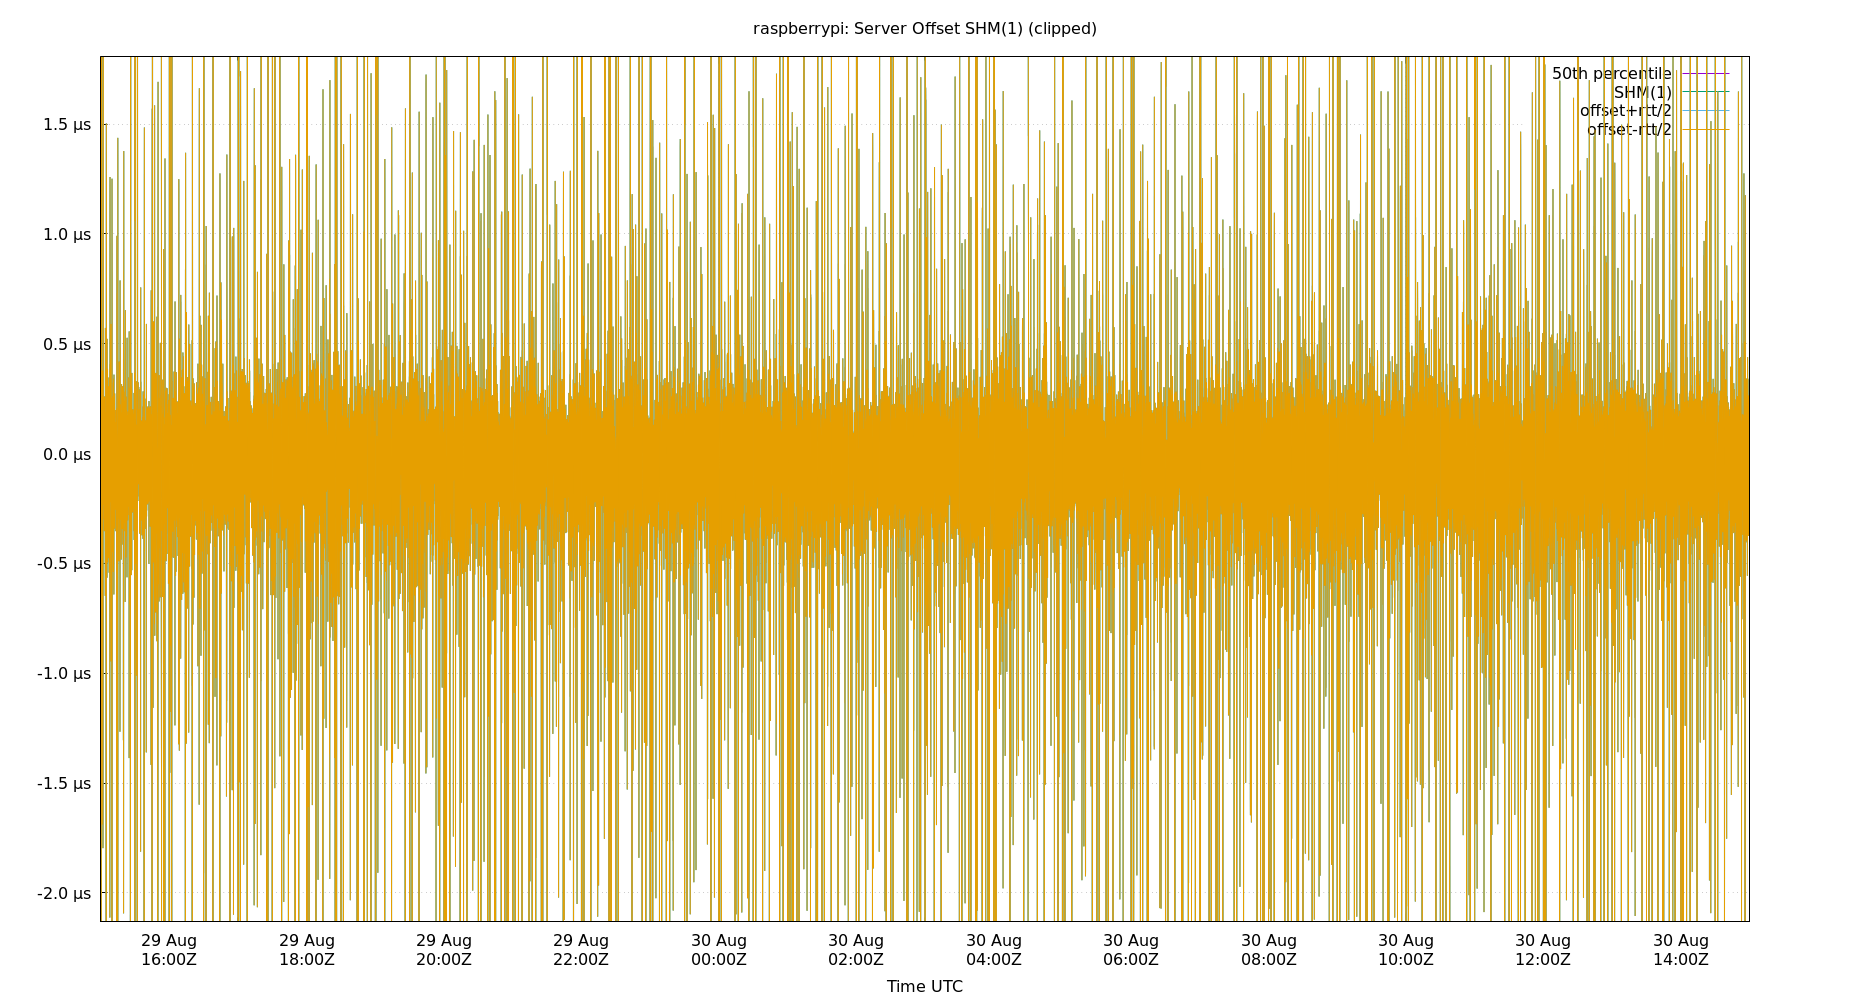 raspberrypi: Server Offset SHM(1) (clipped)
50th percentile
SHM(1)
offset+rtt/2
offset-rtt/2
1.5 µs
1.0 µs
0.5 µs
0.0 µs
-0.5 µs
-1.0 µs
-1.5 µs
-2.0 µs
29 Aug 29 Aug 29 Aug 29 Aug 30 Aug 30 Aug 30 Aug 30 Aug 30 Aug 30 Aug 30 Aug 30 Aug
16:00Z 18:00Z 20:00Z 22:00Z 00:00Z 02:00Z 04:00Z 06:00Z 08:00Z 10:00Z 12:00Z 14:00Z
Time UTC